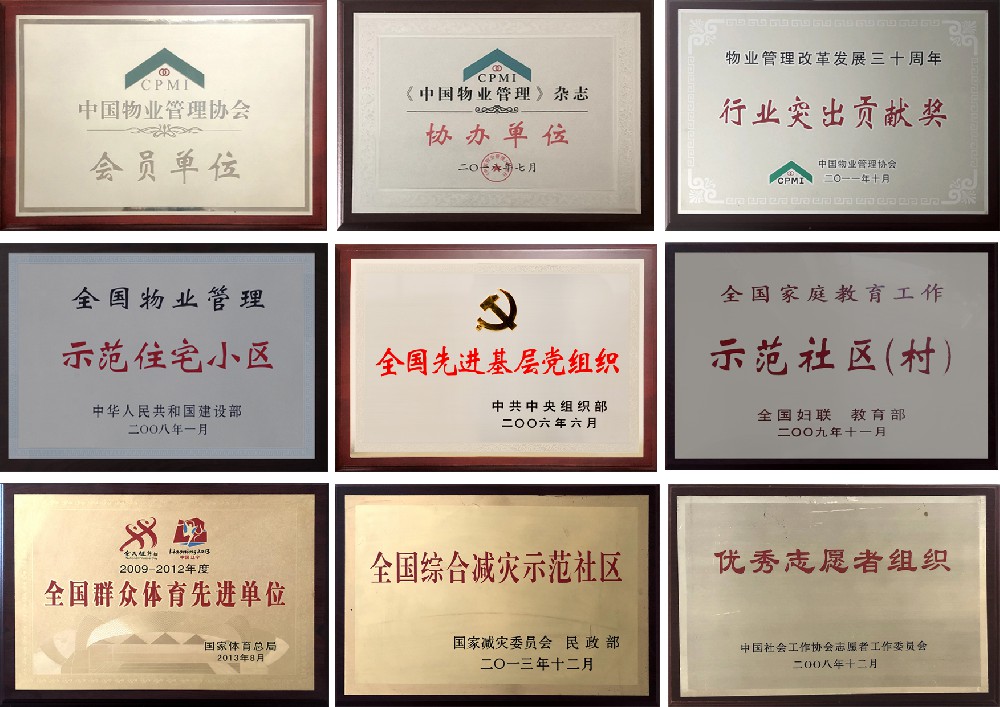 CPMI
中国物业管理协会
会员单位
CPMI
《中国物业管理》杂志
协办单位
年七月
物业管理改革发展三十周年
行业突出贡献奖
CPMI
中国物业管理协会
二〇一一年十月
全国物业管理
示范住宅小区
中华人民共和国建设部
二〇〇八年一月
全国先进基层党组织
中共中央组织部
二〇〇六年六月
全国家庭教育工作
示范社区(村)
全国妇联 教育部
二〇〇九年十一月
2009-2012年度
全国群众体育先进单位
国家体育总局
2013年8月
全国综合减灾示范社区
国家减灾委员会 民政部
二〇一三年十二月
优秀志愿者组织
中国社会工作协会志愿者工作委员会
二〇〇八年十二月